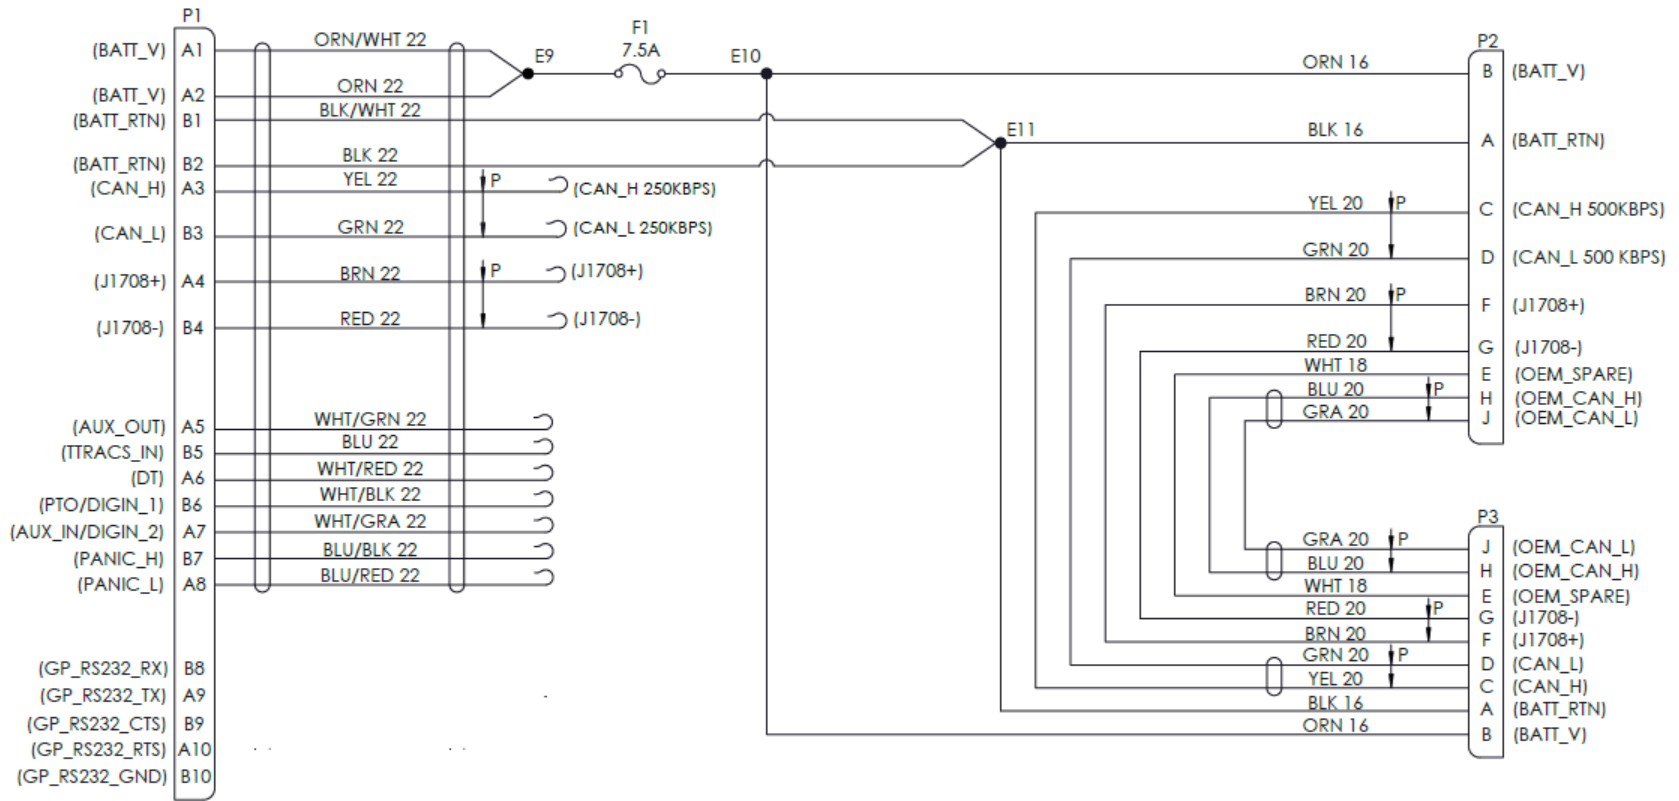 P1
(BATT_V) A1 ORN/WHT 22
(BATT_V) A2 ORN 22
(BATT_RTN) B1 BLK/WHT 22
(BATT_RTN) B2 BLK 22
(CAN_H) A3 YEL 22 P (CAN_H 250KBPS)
(CAN_L) B3 GRN 22 (CAN_L 250KBPS)
(J1708+) A4 BRN 22 P (J1708+)
(J1708-) B4 RED 22 (J1708-)
(AUX_OUT) A5 WHT/GRN 22
(TTRACS_IN) B5 BLU 22
(DT) A6 WHT/RED 22
(PTO/DIGIN_1) B6 WHT/BLK 22
(AUX_IN/DIGIN_2) A7 WHT/GRA 22
(PANIC_H) B7 BLU/BLK 22
(PANIC_L) A8 BLU/RED 22
(GP_RS232_RX) B8
(GP_RS232_TX) A9
(GP_RS232_CTS) B9
(GP_RS232_RTS) A10
(GP_RS232_GND) B10
E9
F1
7.5A
E10
E11
P2
ORN 16 B (BATT_V)
BLK 16 A (BATT_RTN)
YEL 20 P C (CAN_H 500KBPS)
GRN 20 D (CAN_L 500 KBPS)
BRN 20 P F (J1708+)
RED 20 G (J1708-)
WHT 18 E (OEM_SPARE)
BLU 20 P H (OEM_CAN_H)
GRA 20 J (OEM_CAN_L)
P3
GRA 20 P J (OEM_CAN_L)
BLU 20 H (OEM_CAN_H)
WHT 18 E (OEM_SPARE)
RED 20 P G (J1708-)
BRN 20 F (J1708+)
GRN 20 P D (CAN_L)
YEL 20 C (CAN_H)
BLK 16 A (BATT_RTN)
ORN 16 B (BATT_V)